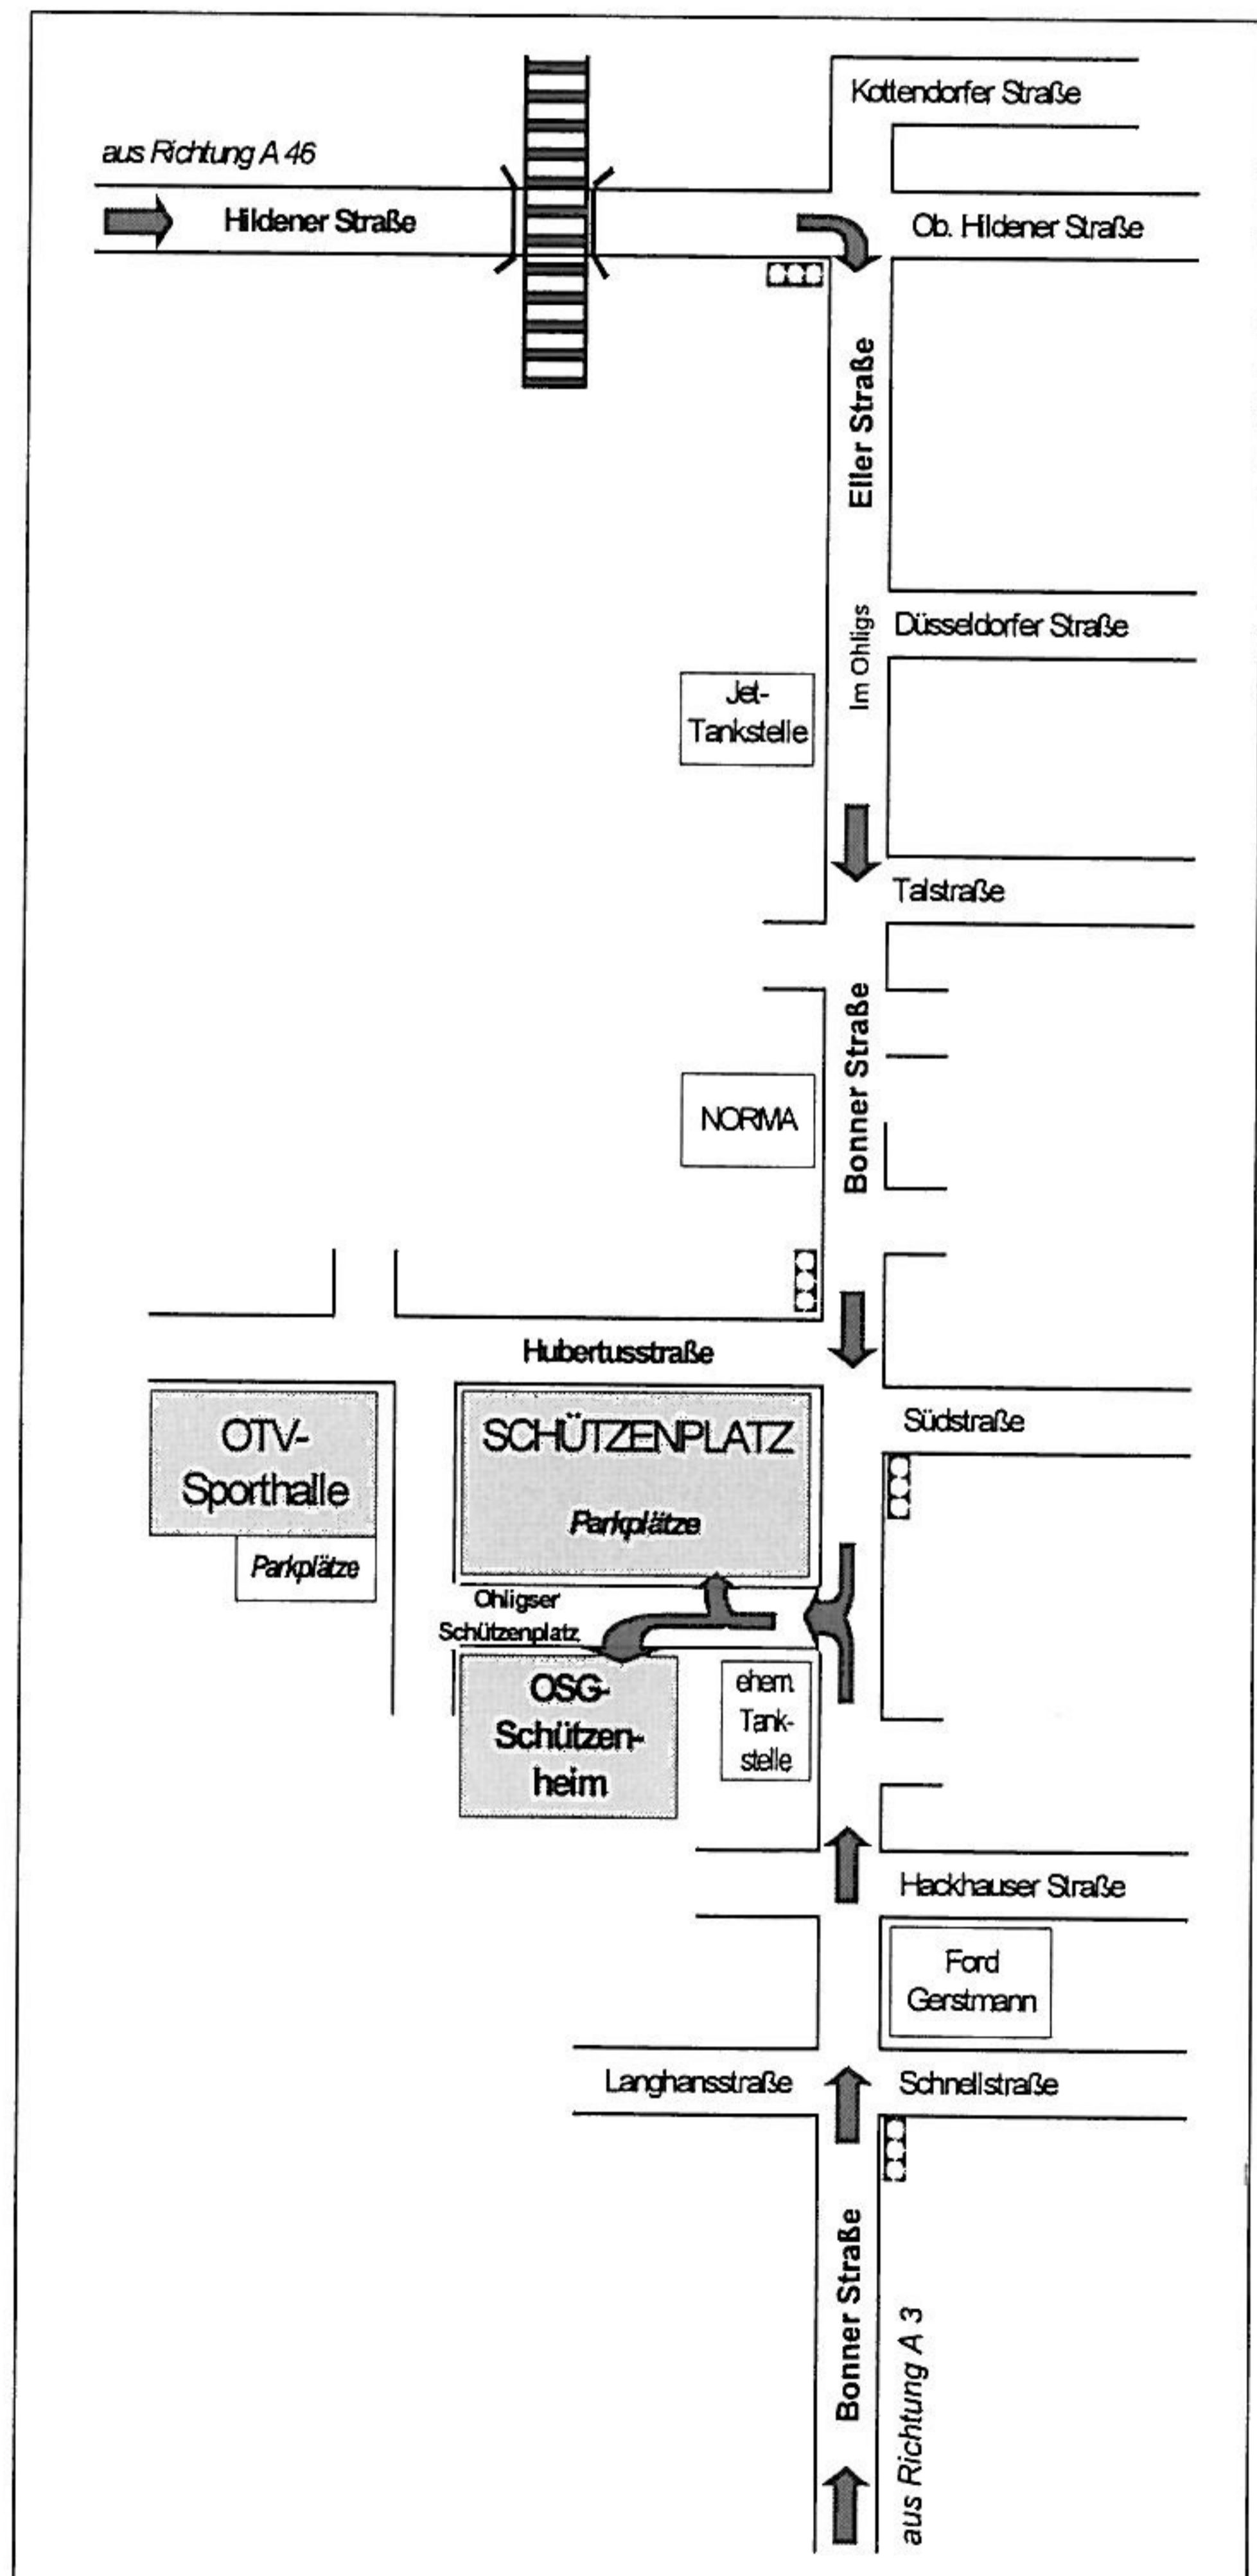 Kottendorfer Straße
aus Richtung A 46
Hildener Straße
Ob. Hildener Straße
Eller Straße
Im Ohligs
Düsseldorfer Straße
Jet-
Tankstelle
Talstraße
Bonner Straße
NORMA
Hubertusstraße
OTV-
Sporthalle
Parkplätze
SCHÜTZENPLATZ
Parkplätze
Südstraße
Ohligser
Schützenplatz
OSG-
Schützen-
heim
ehem.
Tank-
stelle
Hackhauser Straße
Ford
Gerstmann
Langhansstraße
Schnellstraße
Bonner Straße
aus Richtung A 3